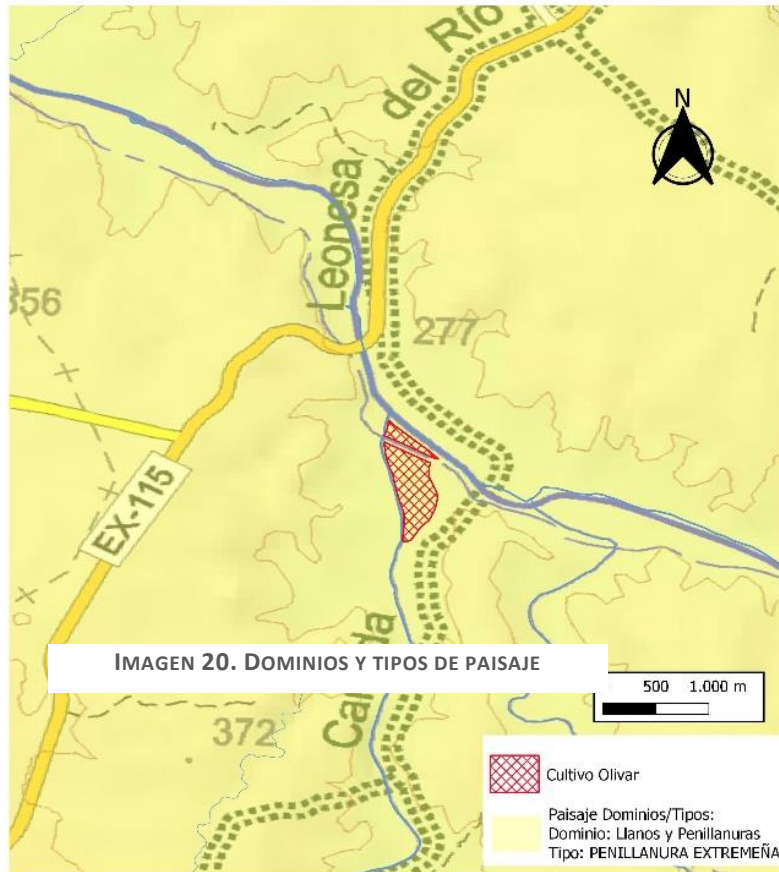 del Río
N
Leonesa
356
277
EX-115
IMAGEN 20. DOMINIOS Y TIPOS DE PAISAJE
500 1.000 m
372
Cultivo Olivar
Paisaje Dominios/Tipos:
Dominio: Llanos y Penillanuras
Tipo: PENILLANURA EXTREMEÑA